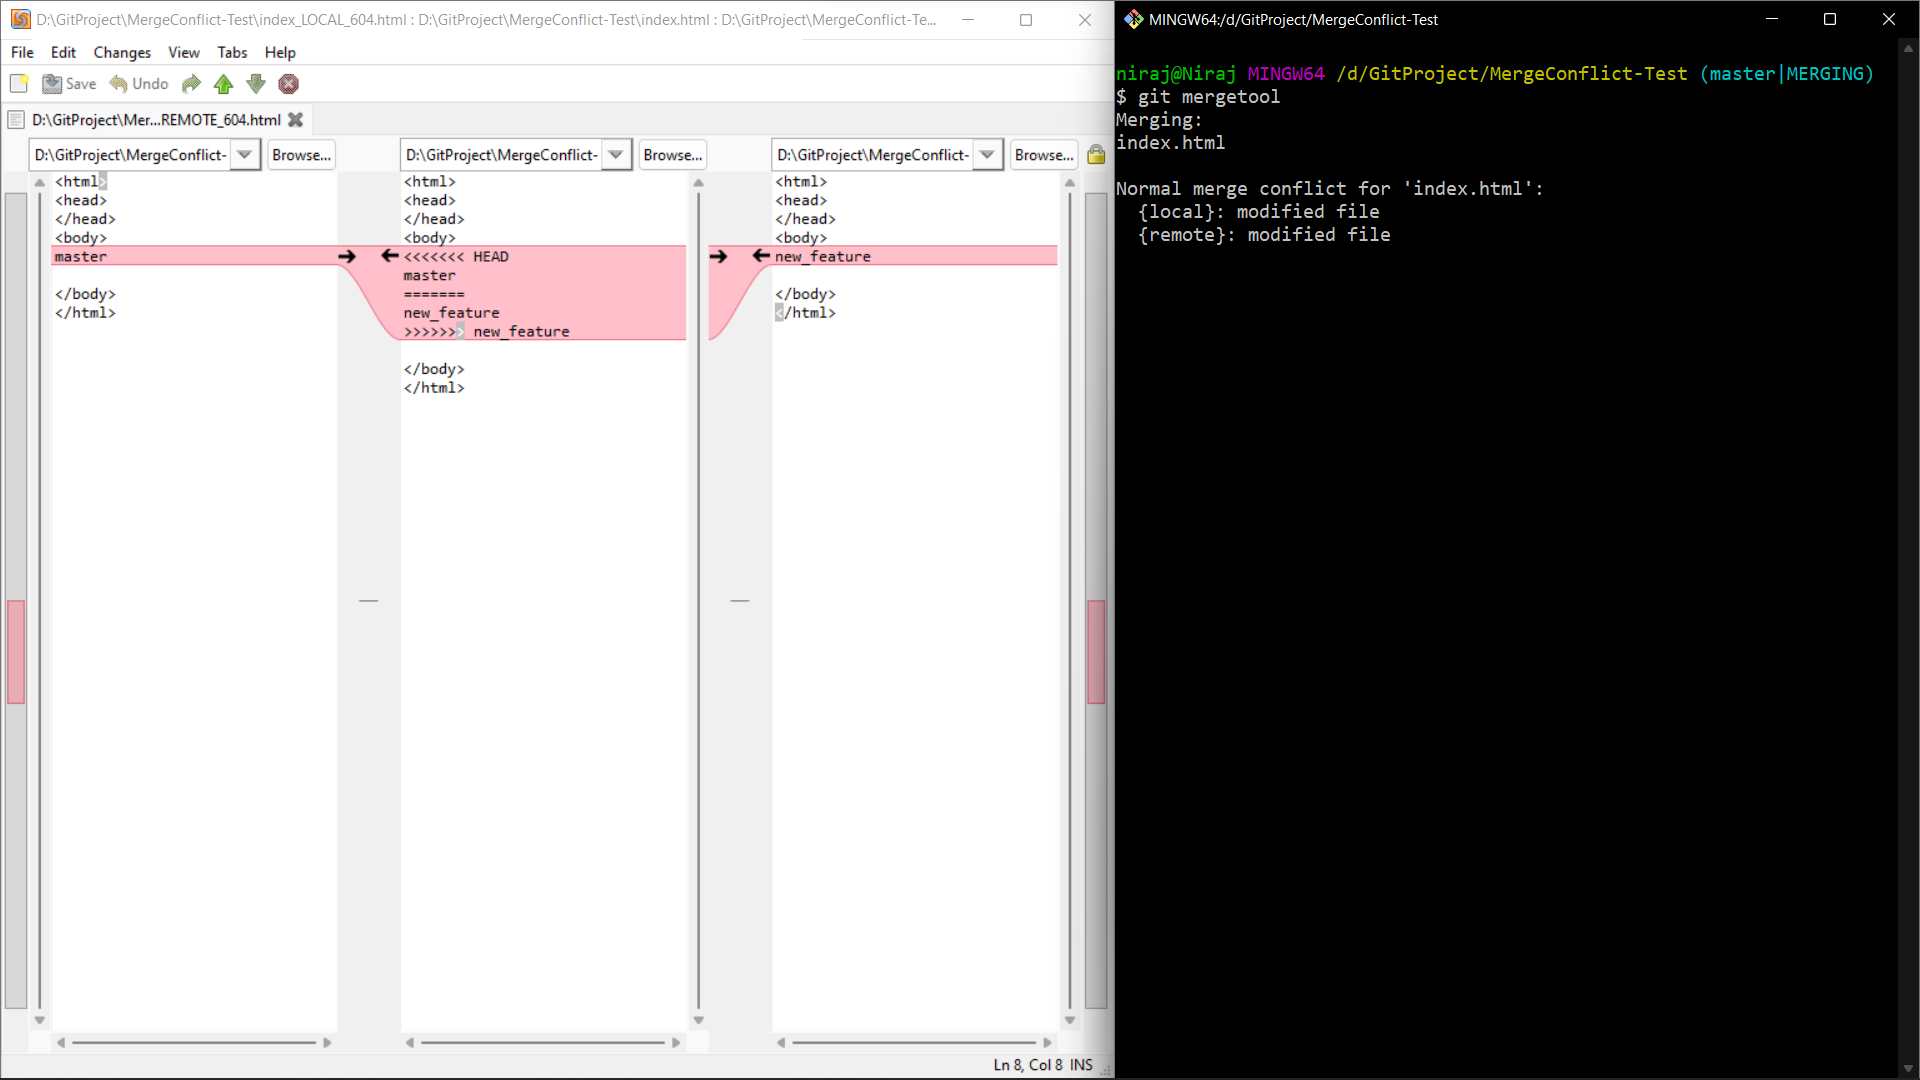 D:\GitProject\MergeConflict-Test\index_LOCAL_604.html : D:\GitProject\MergeConflict-Test\index.html : D:\GitProject\MergeConflict-Te...
File Edit Changes View Tabs Help
Save Undo
D:\GitProject\Mer...REMOTE_604.html
D:\GitProject\MergeConflict- Browse... D:\GitProject\MergeConflict- Browse... D:\GitProject\MergeConflict- Browse...
<html>
<head>
</head>
<body>
master
</body>
</html>
<html>
<head>
</head>
<body>
<<<<<<< HEAD
master
=======
new_feature
>>>>>>> new_feature
</body>
</html>
<html>
<head>
</head>
<body>
new_feature
</body>
</html>
Ln 8, Col 8 INS
MINGW64:/d/GitProject/MergeConflict-Test
niraj@Niraj MINGW64 /d/GitProject/MergeConflict-Test (master|MERGING)
$ git mergetool
Merging:
index.html
Normal merge conflict for 'index.html':
{local}: modified file
{remote}: modified file